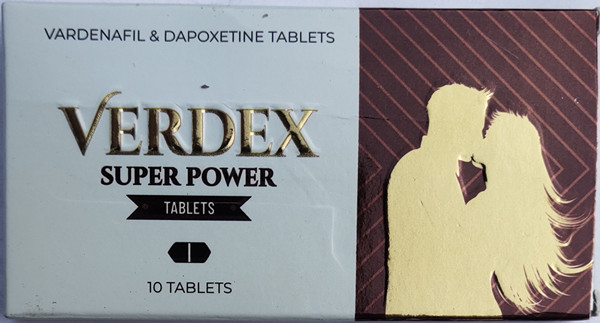 VARDENAFIL & DAPOXETINE TABLETS
VERDEX
SUPER POWER
TABLETS
10 TABLETS